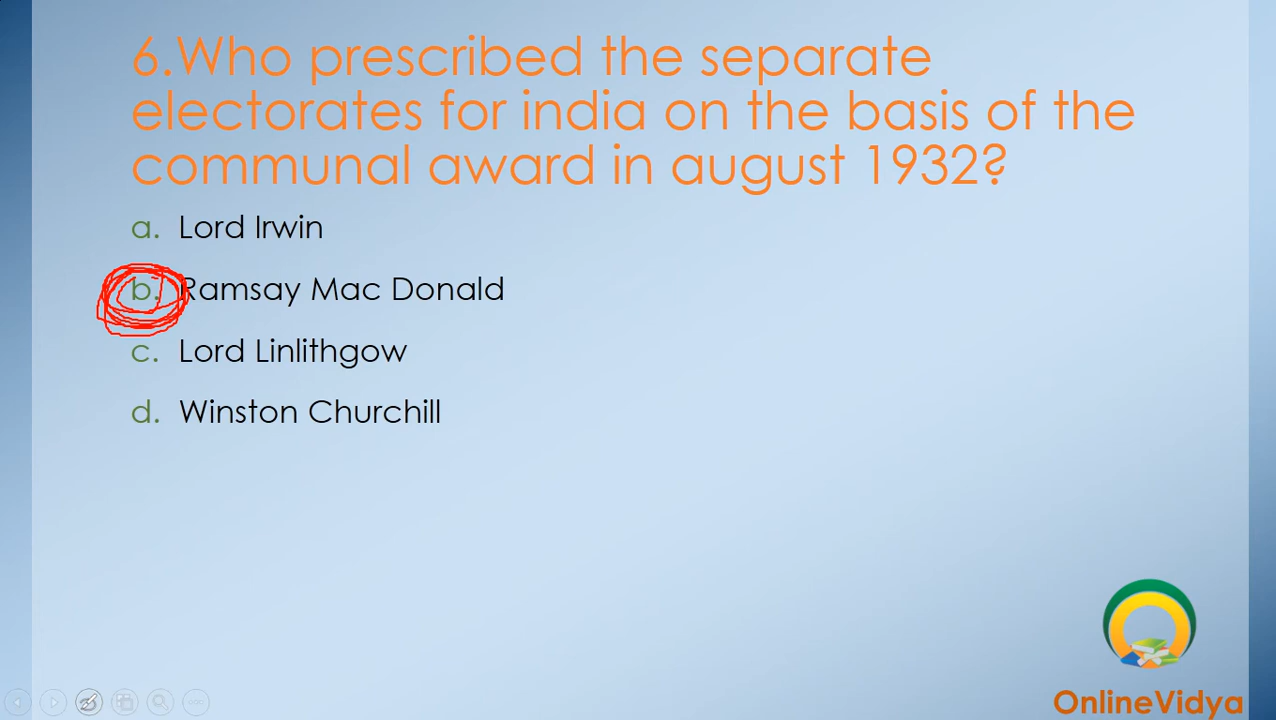 6.Who prescribed the separate
electorates for india on the basis of the
communal award in august 1932?
a. Lord Irwin
b. Ramsay Mac Donald
c. Lord Linlithgow
d. Winston Churchill
OnlineVidya